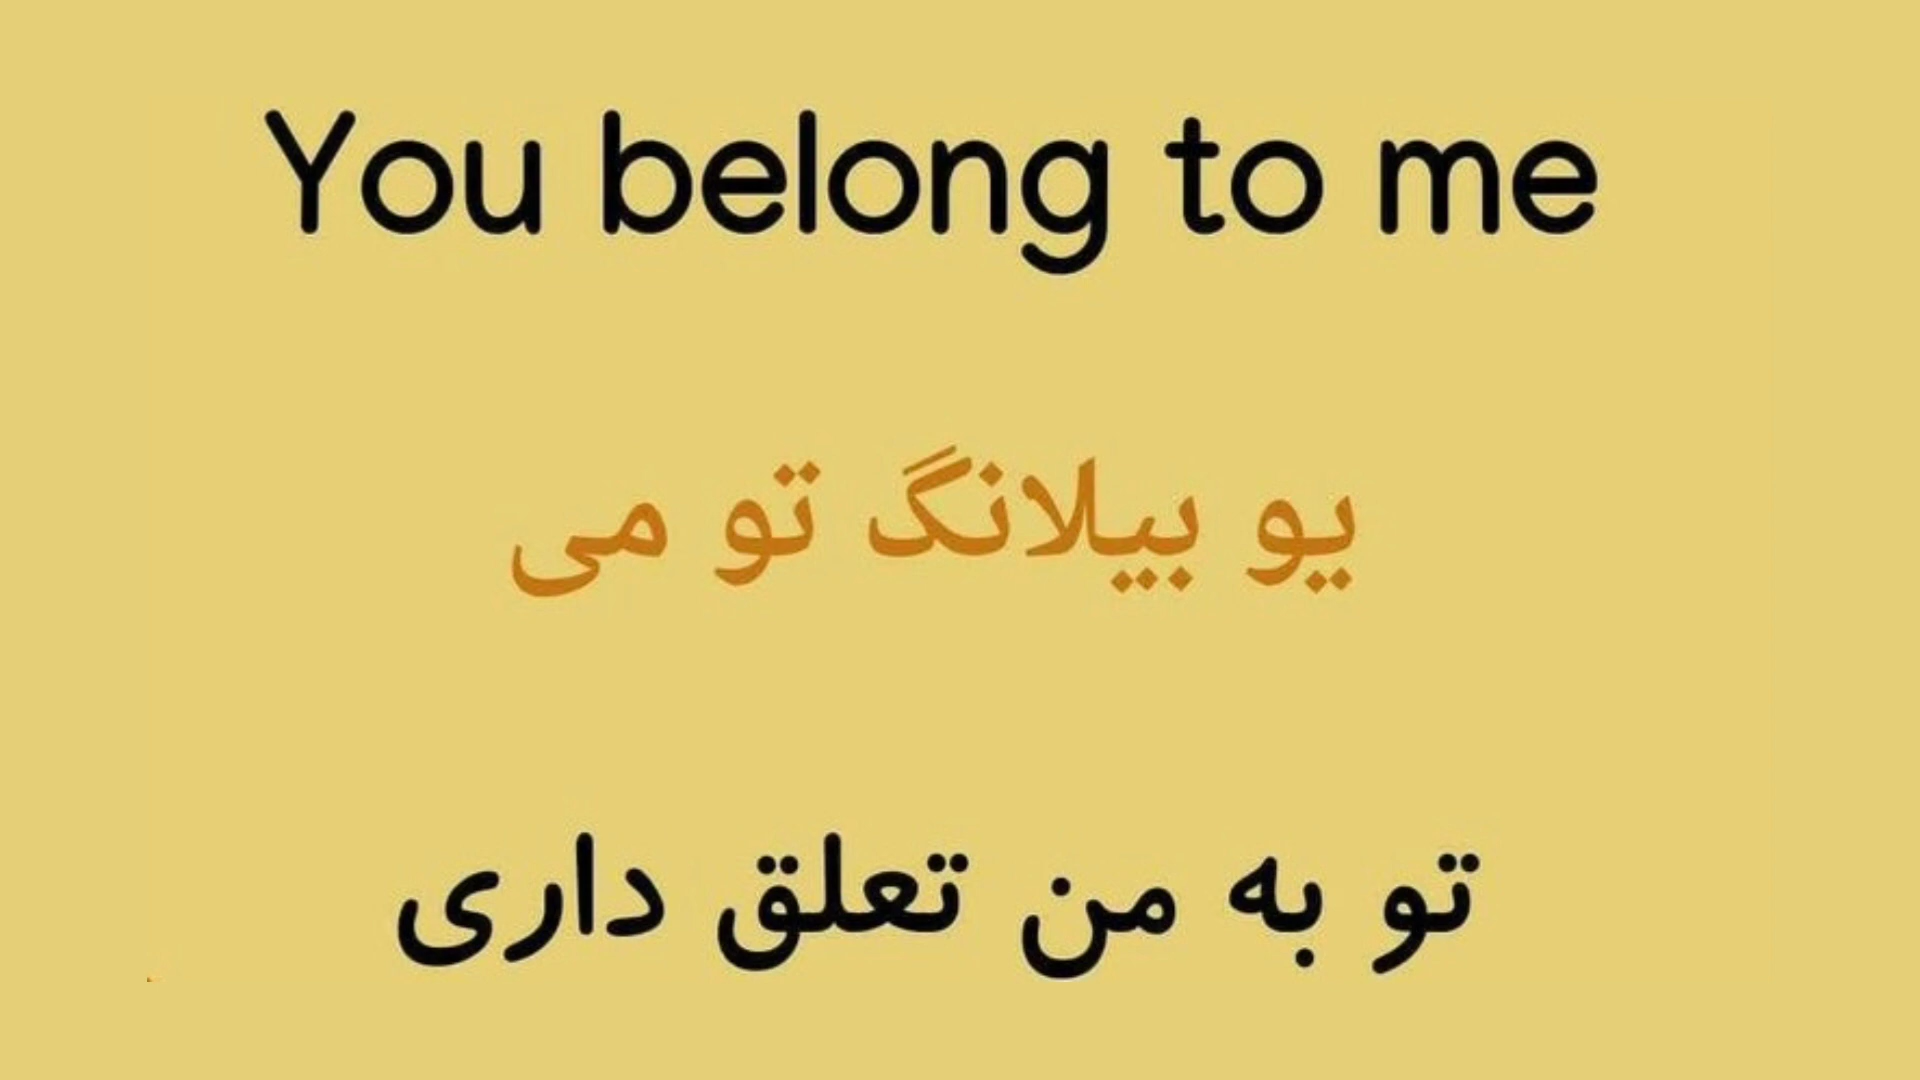 You belong to me
یو بیلانگ تو می
تو به من تعلق داری